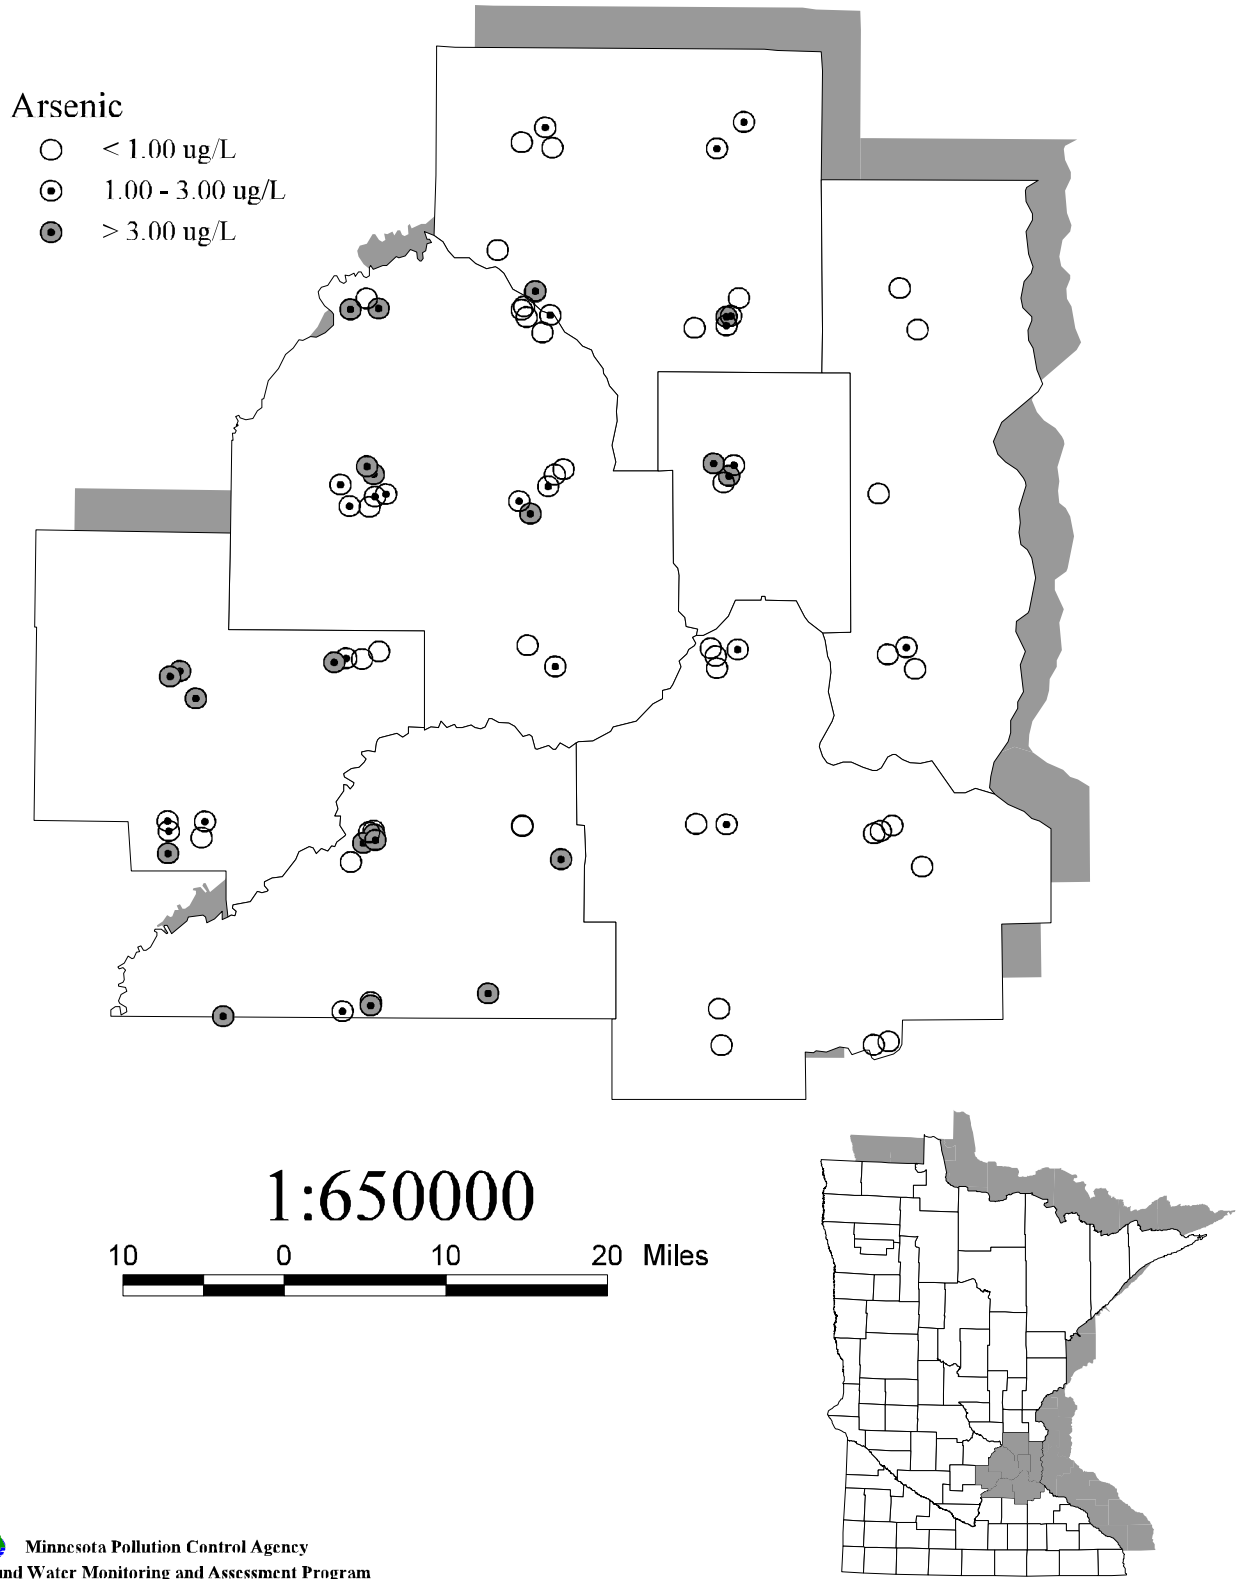 Arsenic
< 1.00 ug/L
1.00 - 3.00 ug/L
> 3.00 ug/L
1:650000
10 0 10 20 Miles
Minnesota Pollution Control Agency
Water Monitoring and Assessment Program